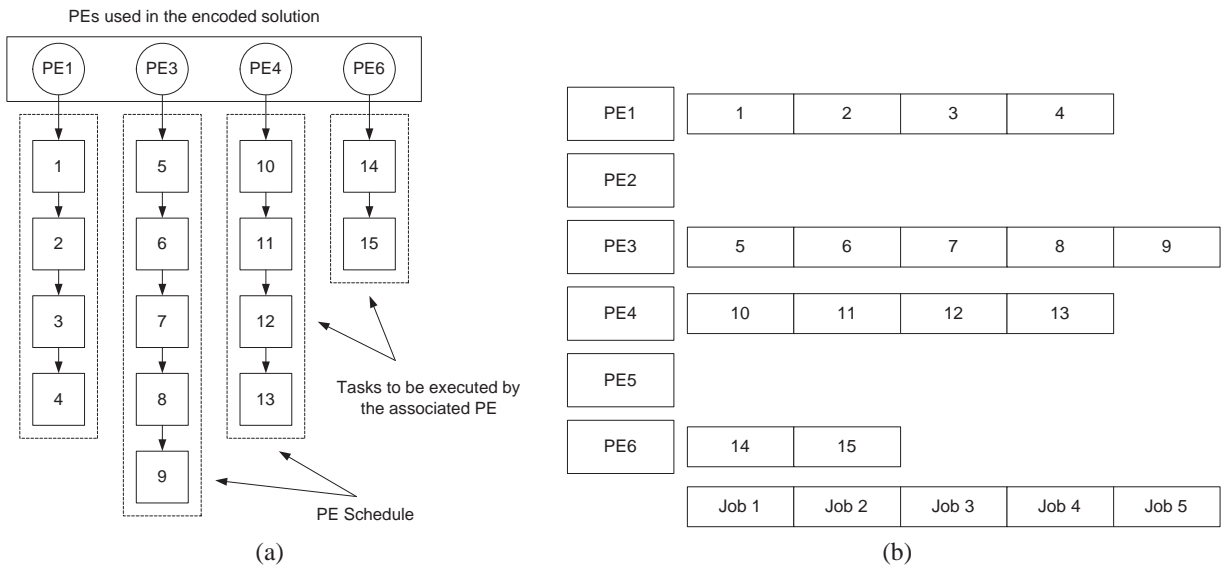 PEs used in the encoded solution
PE1 PE3 PE4 PE6
1 5 10 14
2 6 11 15
3 7 12
4 8 13
9
Tasks to be executed by
the associated PE
PE Schedule
(a)
PE1 1 2 3 4
PE2
PE3 5 6 7 8 9
PE4 10 11 12 13
PE5
PE6 14 15
Job 1 Job 2 Job 3 Job 4 Job 5
(b)